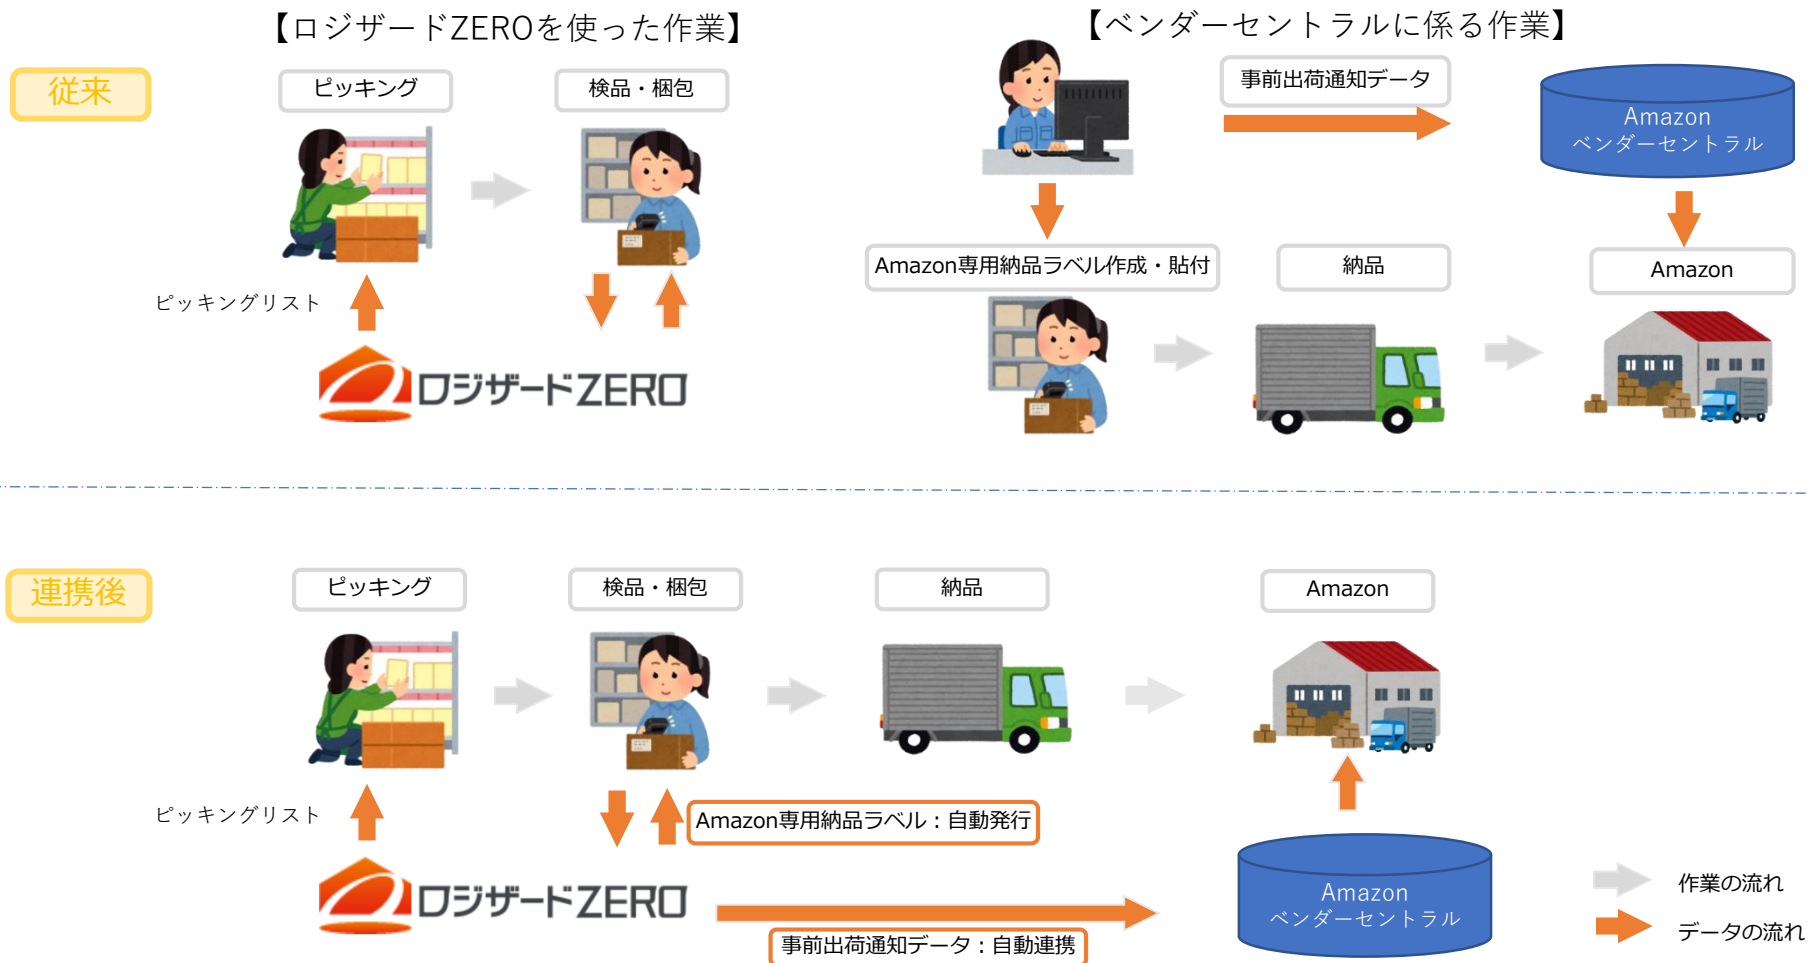 【ロジザードZEROを使った作業】
【ベンダーセントラルに係る作業】
従来
ピッキング
検品・梱包
事前出荷通知データ
Amazon
ベンダーセントラル
Amazon専用納品ラベル作成・貼付
納品
Amazon
ピッキングリスト
ロジザードZERO
連携後
ピッキング
検品・梱包
納品
Amazon
ピッキングリスト
Amazon専用納品ラベル：自動発行
ロジザードZERO
事前出荷通知データ：自動連携
Amazon
ベンダーセントラル
作業の流れ
データの流れ